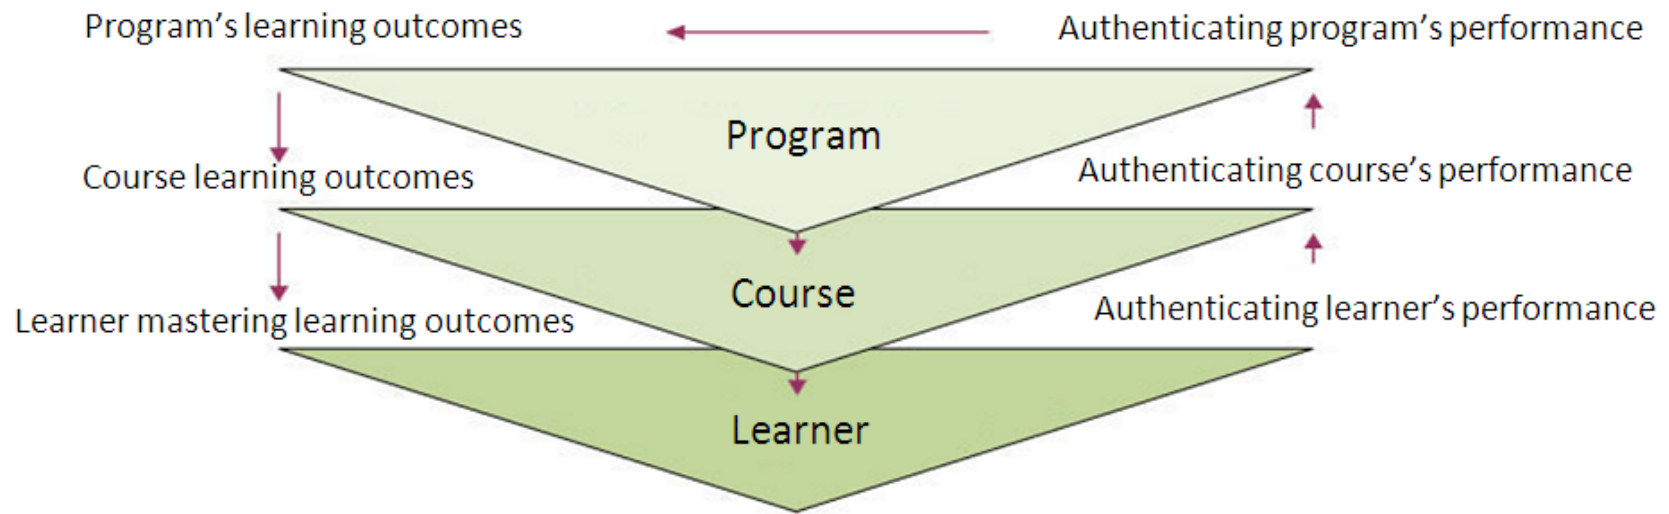 Program’s learning outcomes
Authenticating program’s performance
Program
Course learning outcomes
Authenticating course’s performance
Course
Learner mastering learning outcomes
Authenticating learner’s performance
Learner